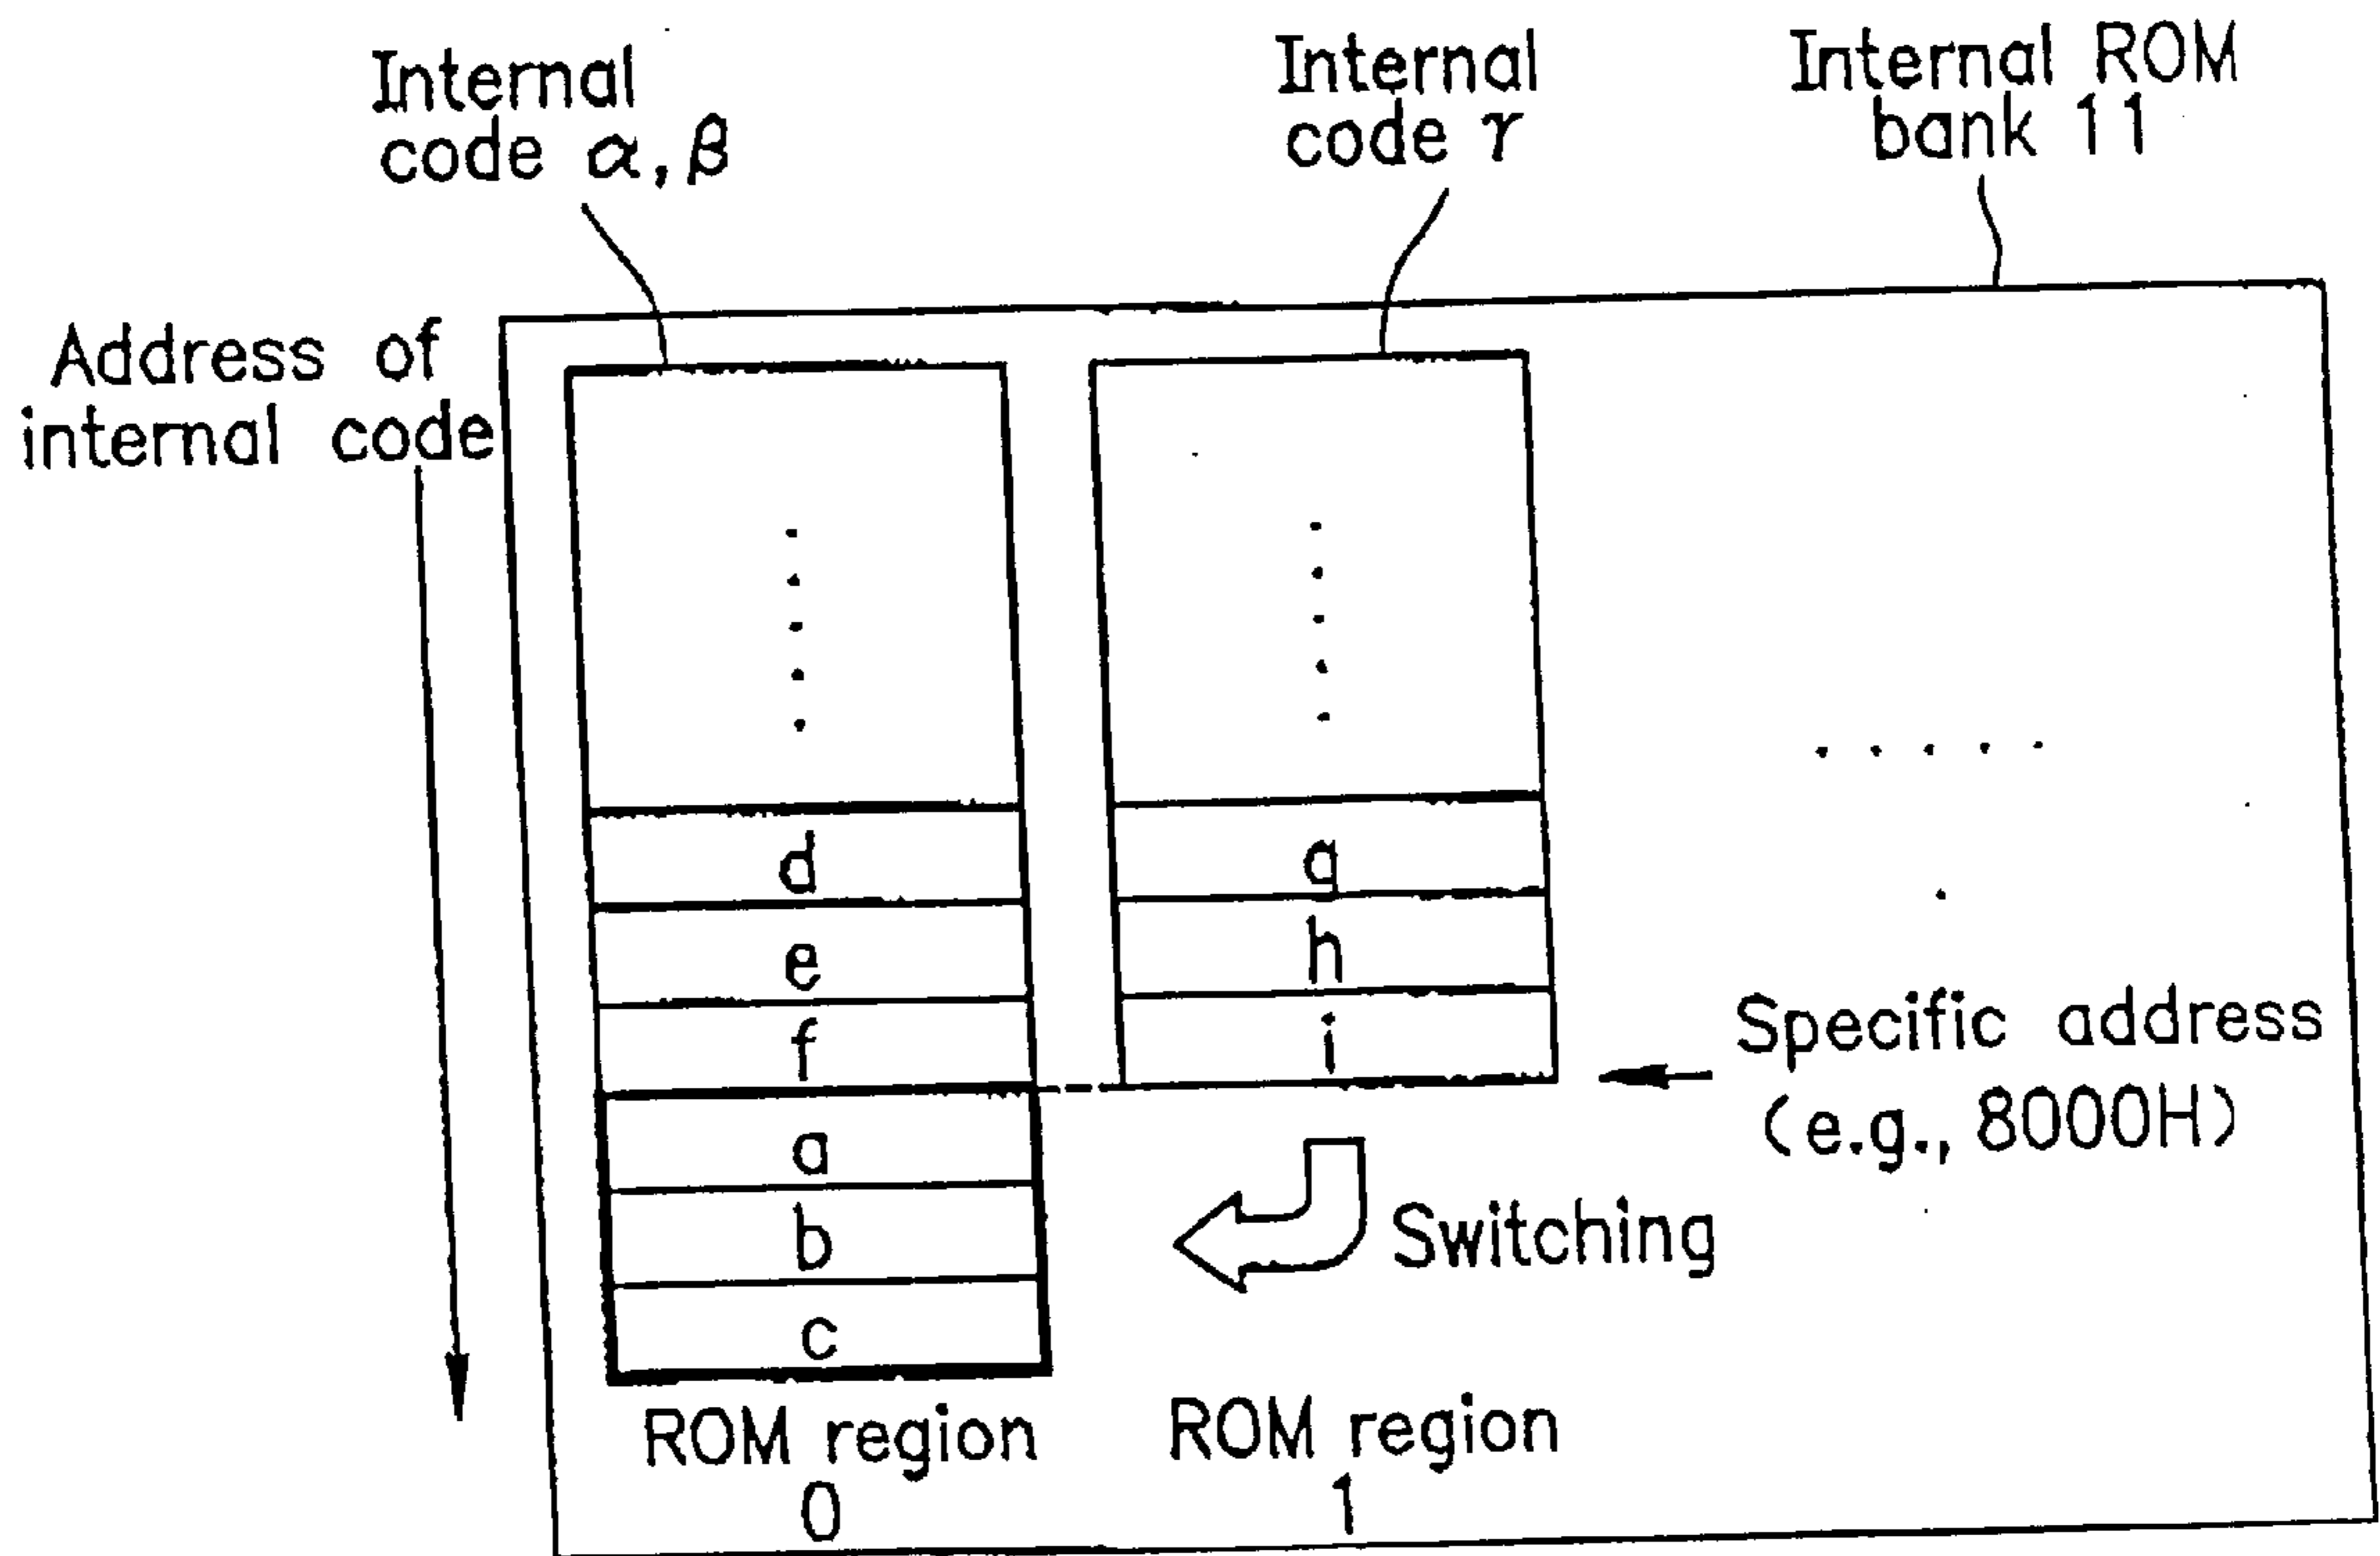 Internal
code α, β
Internal
code γ
Internal ROM
bank 11
Address of
internal code
d
e
f
a
b
c
g
h
i
Specific address
(e.g., 8000H)
Switching
ROM region
0
ROM region
1